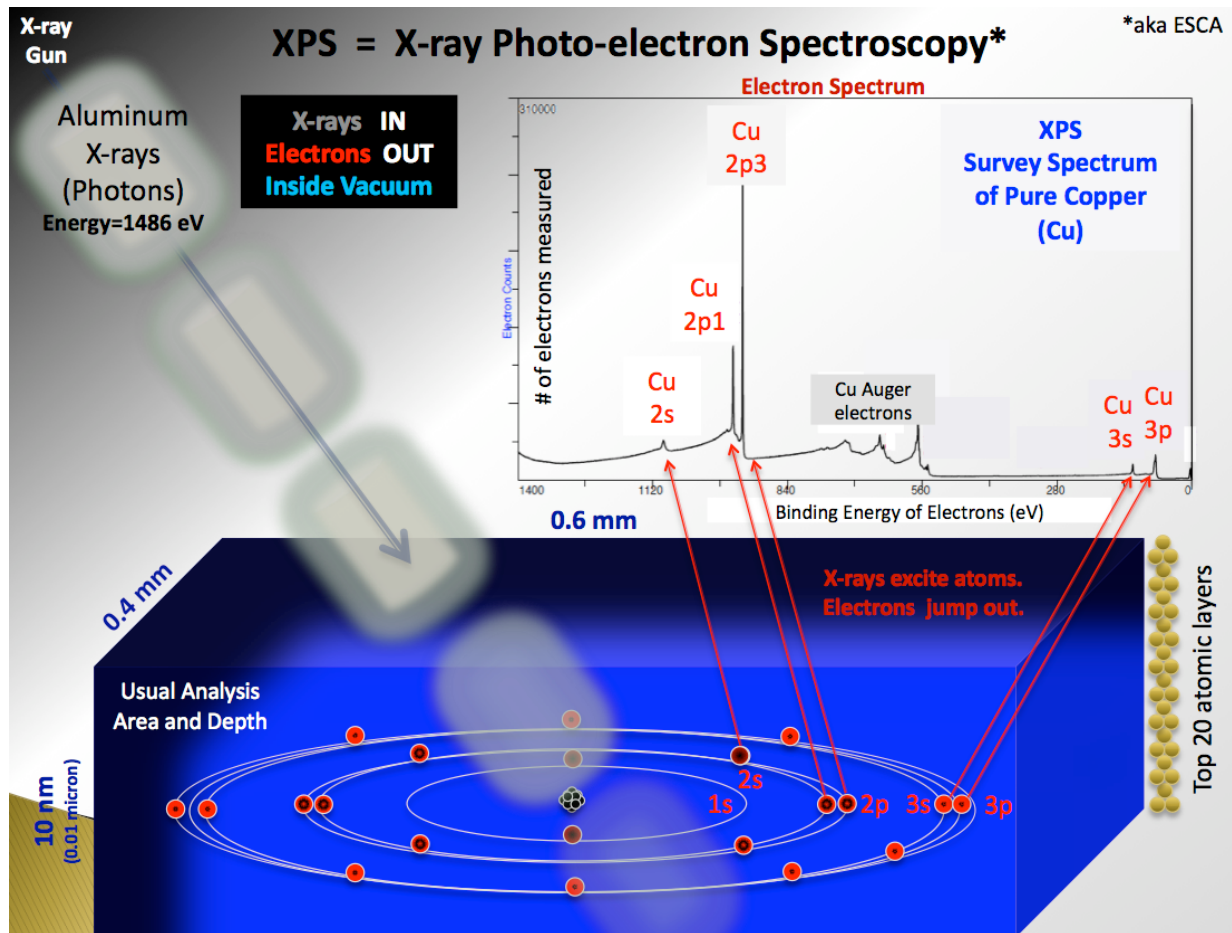 X-ray
Gun
XPS = X-ray Photo-electron Spectroscopy*
*aka ESCA
Aluminum
X-rays
(Photons)
Energy=1486 eV
X-rays IN
Electrons OUT
Inside Vacuum
Electron Spectrum
310000
Electron Counts
# of electrons measured
Cu
2p3
Cu
2p1
Cu
2s
Cu Auger
electrons
Cu
3s
Cu
3p
XPS
Survey Spectrum
of Pure Copper
(Cu)
1400
1120
840
560
280
0
Binding Energy of Electrons (eV)
0.6 mm
0.4 mm
X-rays excite atoms.
Electrons jump out.
Usual Analysis
Area and Depth
10 nm
(0.01 micron)
1s
2s
2p
3s
3p
Top 20 atomic layers